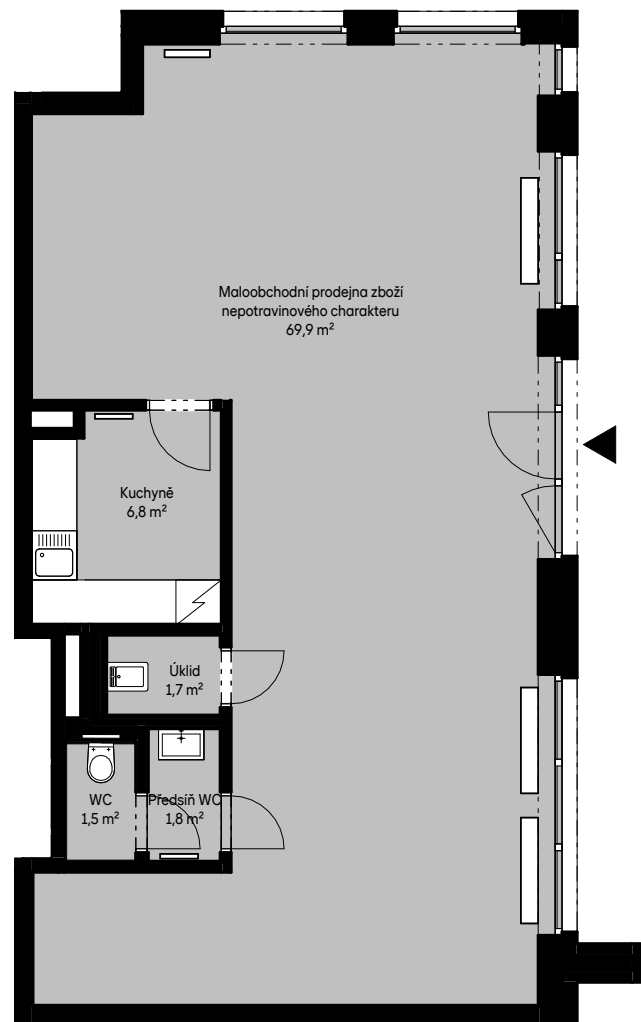 Maloobchodní prodejna zboží
nepotravinového charakteru
69,9 m²
Kuchyně
6,8 m²
Úklid
1,7 m²
WC
1,5 m²
Předsíň WC
1,8 m²